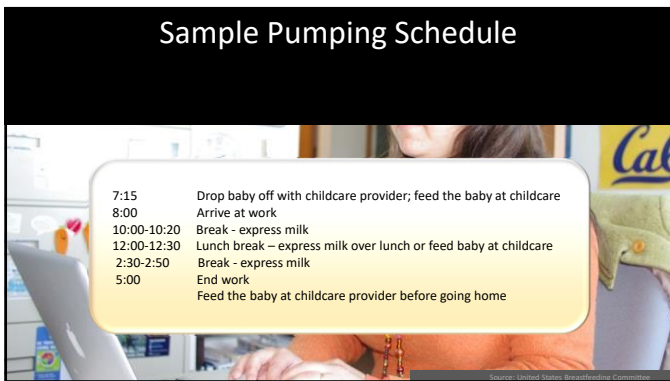 Sample Pumping Schedule
Cal
7:15 Drop baby off with childcare provider; feed the baby at childcare
8:00 Arrive at work
10:00-10:20 Break - express milk
12:00-12:30 Lunch break – express milk over lunch or feed baby at childcare
2:30-2:50 Break - express milk
5:00 End work
Feed the baby at childcare provider before going home
Source: United States Breastfeeding Committee